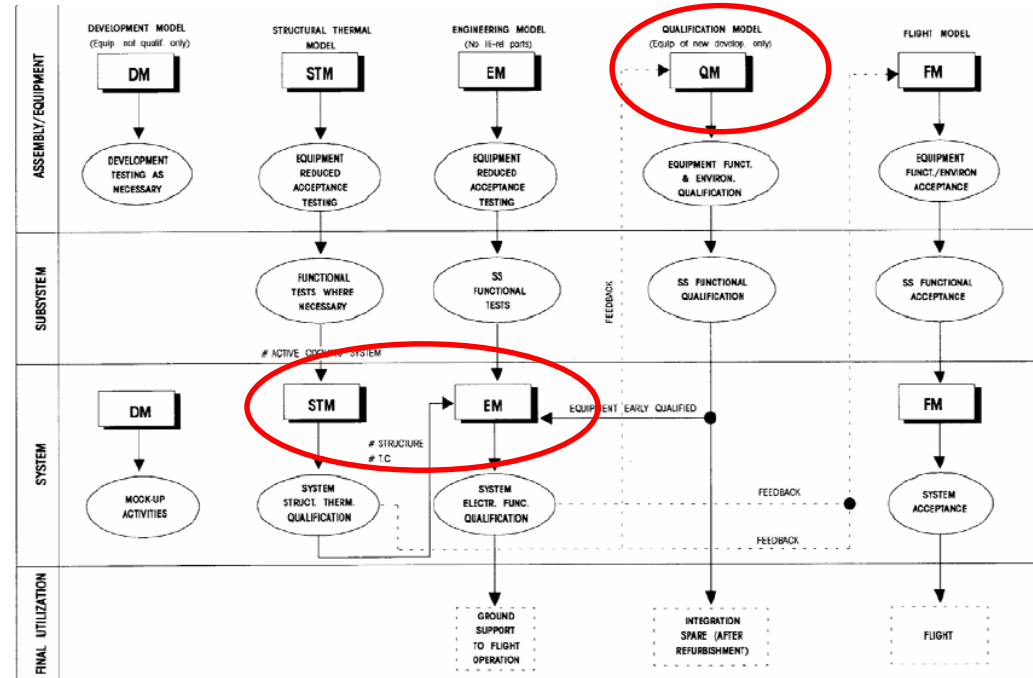 DEVELOPMENT MODEL
(Equip. not qualif. only)
STRUCTURAL THERMAL
MODEL
ENGINEERING MODEL
(No Hi-rel parts)
QUALIFICATION MODEL
(Equip of new develop. only)
FLIGHT MODEL
ASSEMBLY/EQUIPMENT
DM
STM
EM
QM
FM
DEVELOPMENT
TESTING AS
NECESSARY
EQUIPMENT
REDUCED
ACCEPTANCE
TESTING
EQUIPMENT
REDUCED
ACCEPTANCE
TESTING
EQUIPMENT FUNCT.
& ENVIRON.
QUALIFICATION
EQUIPMENT
FUNCT./ENVIRON
ACCEPTANCE
SUBSYSTEM
FUNCTIONAL
TESTS WHERE
NECESSARY
SS
FUNCTIONAL
TESTS
FEEDBACK
SS FUNCTIONAL
QUALIFICATION
SS FUNCTIONAL
ACCEPTANCE
# ACTIVE COOLING SYSTEM
SYSTEM
DM
STM
EM
EQUIPMENT EARLY QUALIFIED
FM
# STRUCTURE
# T.C.
MOCK-UP
ACTIVITIES
SYSTEM
STRUCT. THERM.
QUALIFICATION
SYSTEM
ELECTR. FUNC.
QUALIFICATION
FEEDBACK
FEEDBACK
SYSTEM
ACCEPTANCE
FINAL UTILIZATION
GROUND
SUPPORT
TO FLIGHT
OPERATION
INTEGRATION
SPARE (AFTER
REFURBISHMENT)
FLIGHT